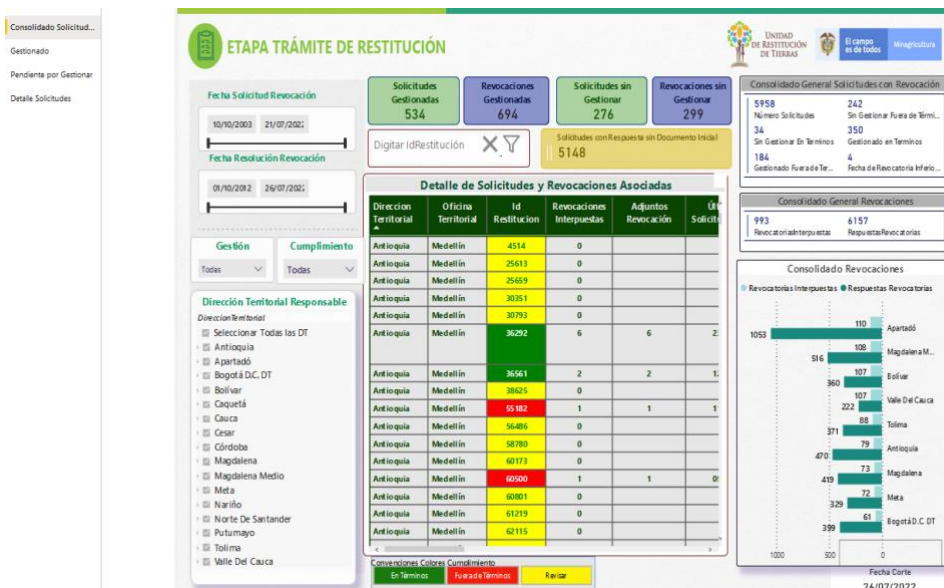 Consolidado Solicitud...
Gestionado
Pendiente por Gestionar
Detalle Solicitudes
ETAPA TRÁMITE DE RESTITUCIÓN
UNIDAD
DE RESTITUCIÓN
DE TIERRAS
El campo
es de todos
Minagricultura
Fecha Solicitud Revocación
10/10/2003 21/07/2022
Fecha Resolución Revocación
01/10/2012 26/07/2022
Gestión
Todas
Cumplimiento
Todas
Dirección Territorial Responsable
DireccionTerritorial
Seleccionar Todas las DT
Antioquia
Apartadó
Bogotá D.C. DT
Bolívar
Caquetá
Cauca
Cesar
Córdoba
Magdalena
Magdalena Medio
Meta
Nariño
Norte De Santander
Putumayo
Tolima
Valle Del Cauca
Solicitudes
Gestionadas
534
Revocaciones
Gestionadas
694
Solicitudes sin
Gestionar
276
Revocaciones sin
Gestionar
299
Digitar IdRestitución
Solicitudes con Respuesta sin Documento Inicial
5148
Detalle de Solicitudes y Revocaciones Asociadas
Direccion Territorial Oficina Territorial Id Restitucion Revocaciones Interpuestas Adjuntos Revocación Últ Solicit
Antioquia Medellín 4514 0
Antioquia Medellín 25613 0
Antioquia Medellín 25659 0
Antioquia Medellín 30351 0
Antioquia Medellín 30793 0
Antioquia Medellín 36292 6 6 2
Antioquia Medellín 36561 2 2 1
Antioquia Medellín 38625 0
Antioquia Medellín 55182 1 1 1
Antioquia Medellín 56486 0
Antioquia Medellín 58780 0
Antioquia Medellín 60173 0
Antioquia Medellín 60500 1 1 0
Antioquia Medellín 60801 0
Antioquia Medellín 61219 0
Antioquia Medellín 62115 0
Convenciones Colores Cumplimiento
En Términos
Fuera de Términos
Revisar
Consolidado General Solicitudes con Revocación
5958 242
Número Solicitudes Sin Gestionar Fuera de Térmi...
34 350
Sin Gestionar En Terminos Gestionado en Terminos
184 4
Gestionado Fuera de Ter... Fecha de Revocatoria Inferio...
Consolidado General Revocaciones
993 6157
RevocatoriasInterpuestas RespuestasRevocatorias
Consolidado Revocaciones
Revocatorias Interpuestas Respuestas Revocatorias
1053 110 Apartadó
516 108 Magdalena M...
360 107 Bolívar
222 107 Valle Del Cauca
371 88 Tolima
470 79 Antioquia
419 73 Magdalena
329 72 Meta
399 61 Bogotá D.C. DT
1000 500 0
Fecha Corte
26/07/2022